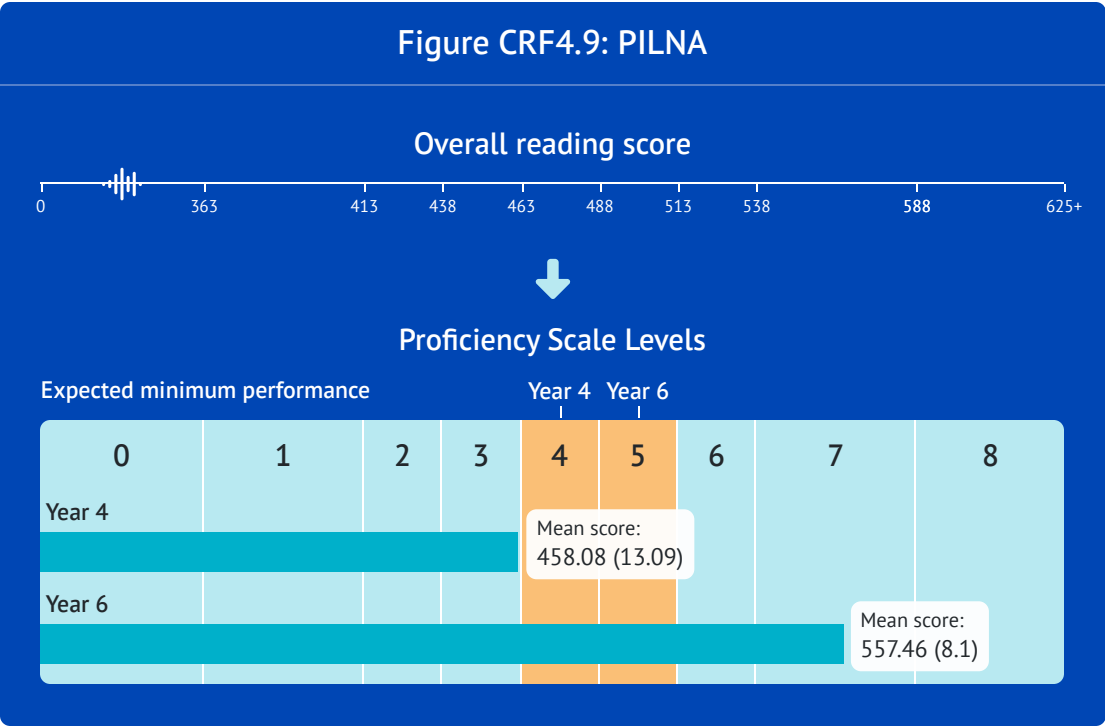 Figure CRF4.9: PILNA
Overall reading score
0 363 413 438 463 488 513 538 588 625+
Proficiency Scale Levels
Expected minimum performance Year 4 Year 6
0 1 2 3 4 5 6 7 8
Year 4
Mean score:
458.08 (13.09)
Year 6
Mean score:
557.46 (8.1)